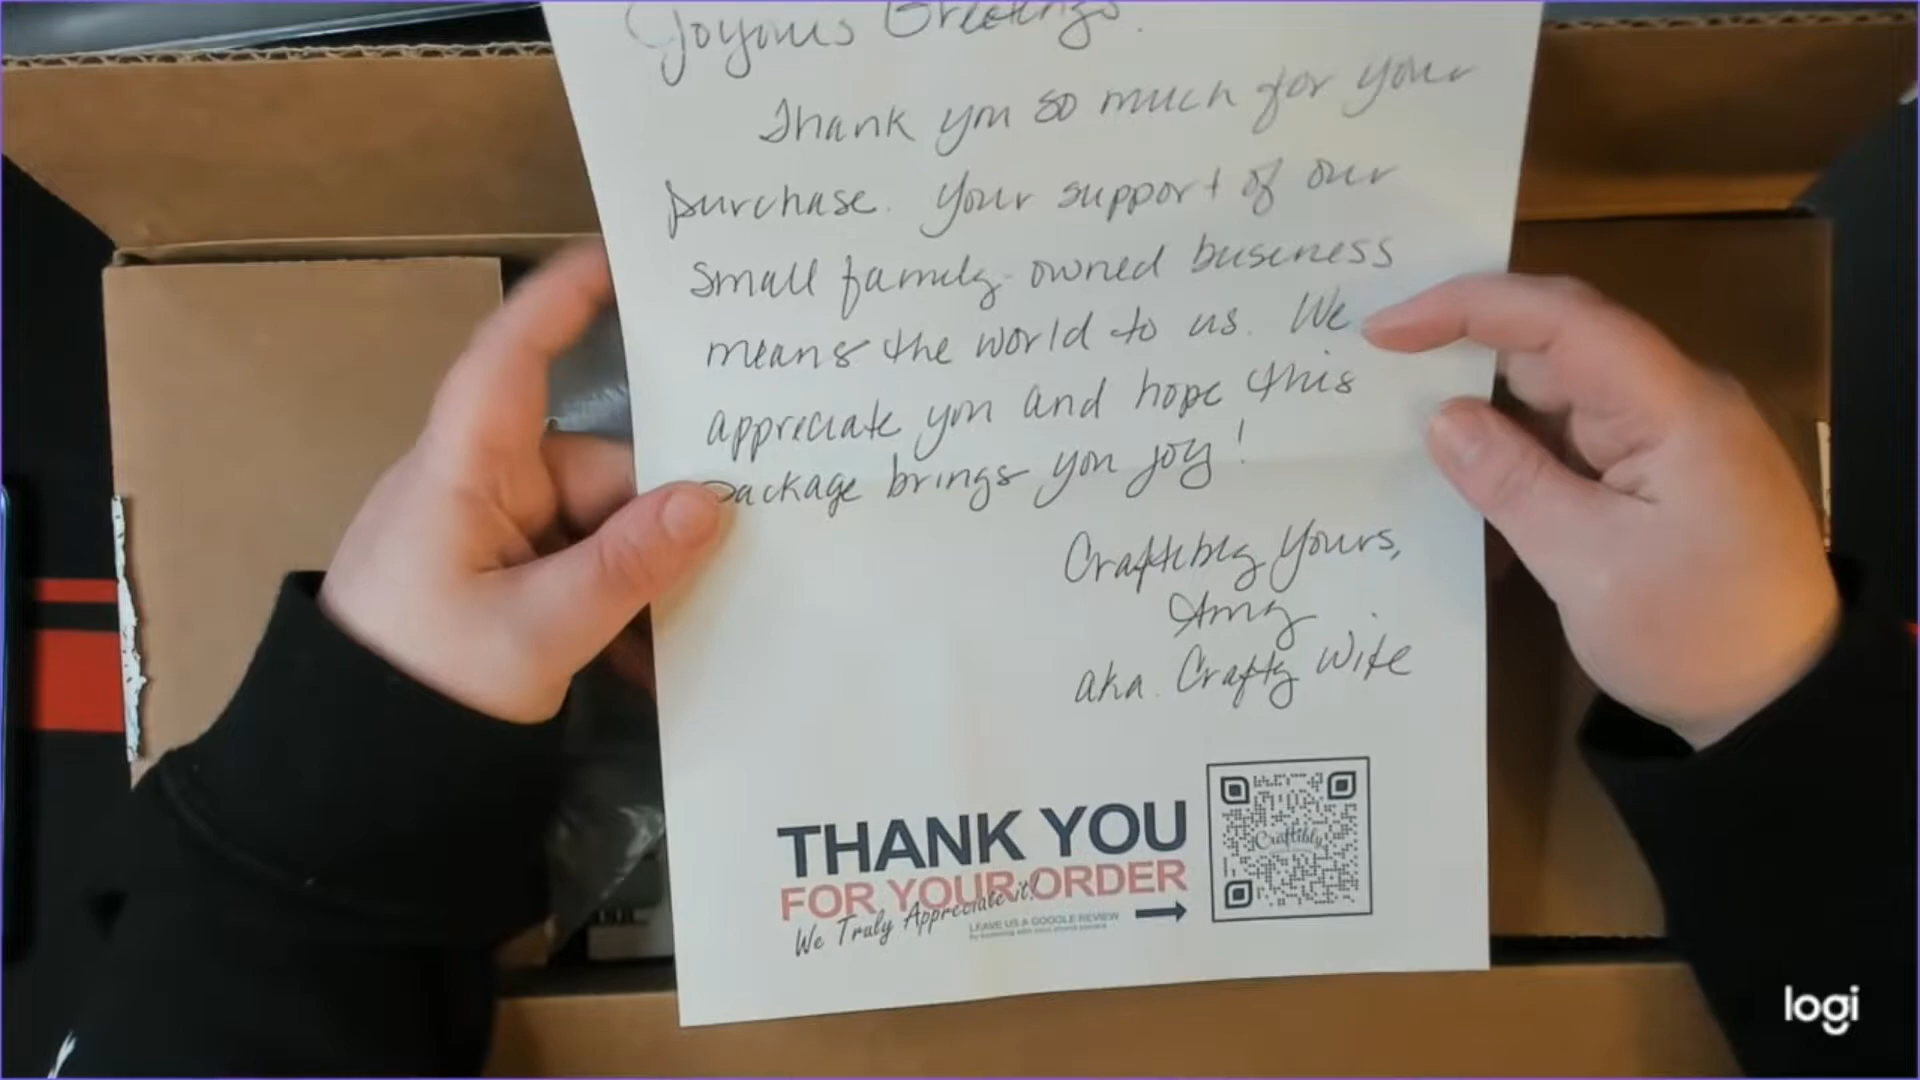 Joyous Greetings.
Thank you so much for your
purchase. Your support of our
small family-owned business
means the world to us. We
appreciate you and hope this
package brings you joy!
Craftibly Yours,
Amy
aka. Crafty Wife
THANK YOU
FOR YOUR ORDER
We Truly Appreciate it!
LEAVE US A GOOGLE REVIEW
Craftibly
logi